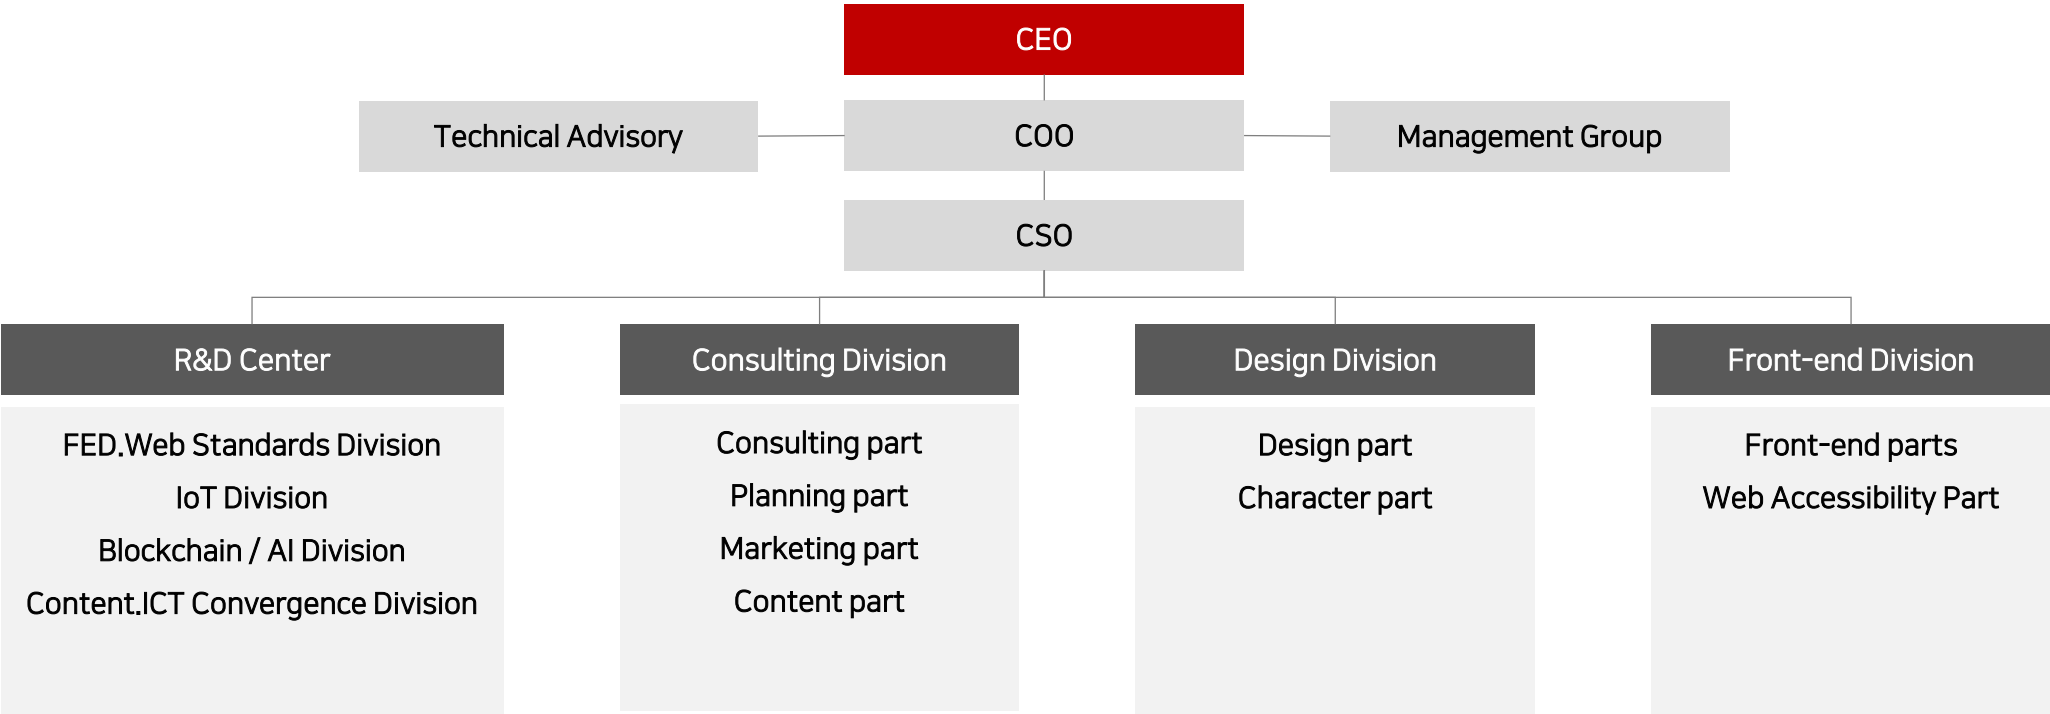 CEO
Technical Advisory
COO
Management Group
CSO
R&D Center
FED.Web Standards Division
IoT Division
Blockchain / AI Division
Content.ICT Convergence Division
Consulting Division
Consulting part
Planning part
Marketing part
Content part
Design Division
Design part
Character part
Front-end Division
Front-end parts
Web Accessibility Part